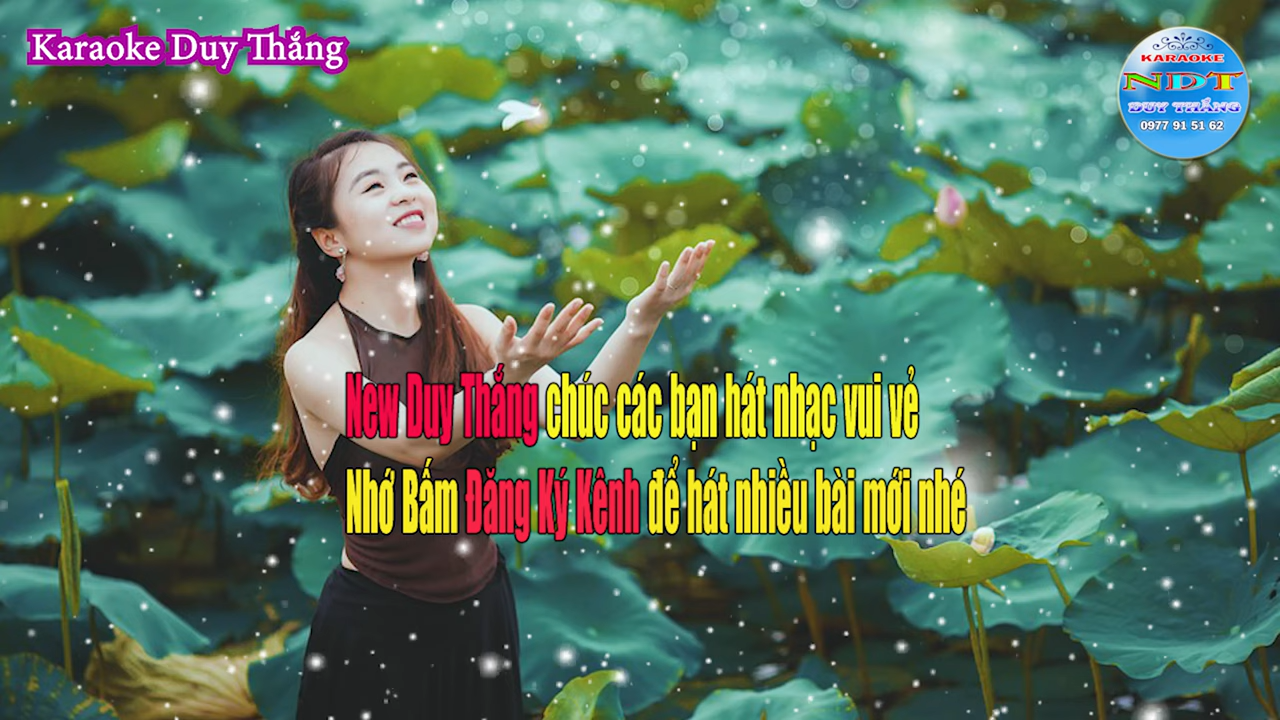 Karaoke Duy Thắng
KARAOKE
NDT
DUY THẮNG
0977 91 51 62
New Duy Thắng chúc các bạn hát nhạc vui vẻ
Nhớ Bấm Đăng Ký Kênh để hát nhiều bài mới nhé